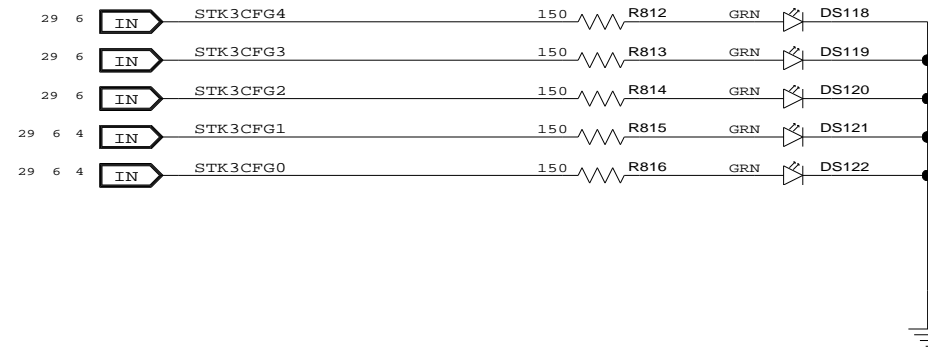 29 6 IN STK3CFG4 150 R812 GRN DS118
29 6 IN STK3CFG3 150 R813 GRN DS119
29 6 IN STK3CFG2 150 R814 GRN DS120
29 6 4 IN STK3CFG1 150 R815 GRN DS121
29 6 4 IN STK3CFG0 150 R816 GRN DS122